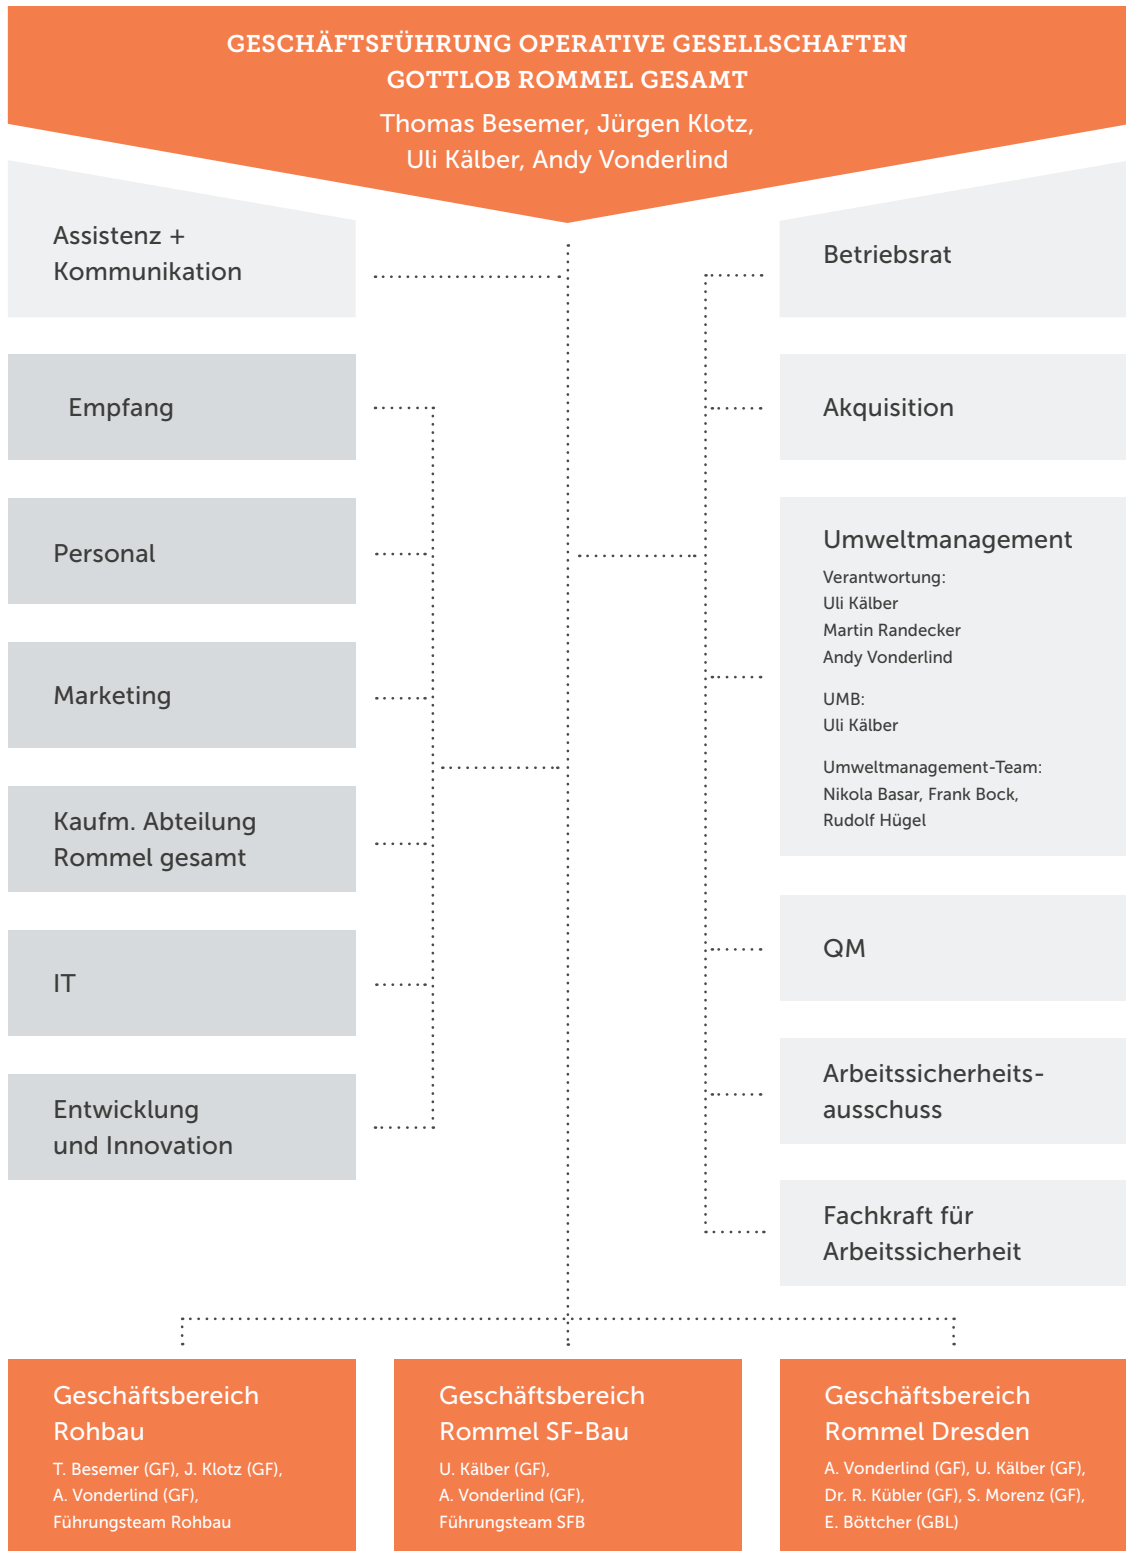 GESCHÄFTSFÜHRUNG OPERATIVE GESELLSCHAFTEN
GOTTLOB ROMMEL GESAMT
Thomas Besemer, Jürgen Klotz,
Uli Kälber, Andy Vonderlind
Assistenz +
Kommunikation
Empfang
Personal
Marketing
Kaufm. Abteilung
Rommel gesamt
IT
Entwicklung
und Innovation
Betriebsrat
Akquisition
Umweltmanagement
Verantwortung:
Uli Kälber
Martin Randecker
Andy Vonderlind
UMB:
Uli Kälber
Umweltmanagement-Team:
Nikola Basar, Frank Bock,
Rudolf Hügel
QM
Arbeitssicherheits-
ausschuss
Fachkraft für
Arbeitssicherheit
Geschäftsbereich
Rohbau
T. Besemer (GF), J. Klotz (GF),
A. Vonderlind (GF),
Führungsteam Rohbau
Geschäftsbereich
Rommel SF-Bau
U. Kälber (GF),
A. Vonderlind (GF),
Führungsteam SFB
Geschäftsbereich
Rommel Dresden
A. Vonderlind (GF), U. Kälber (GF),
Dr. R. Kübler (GF), S. Morenz (GF),
E. Böttcher (GBL)